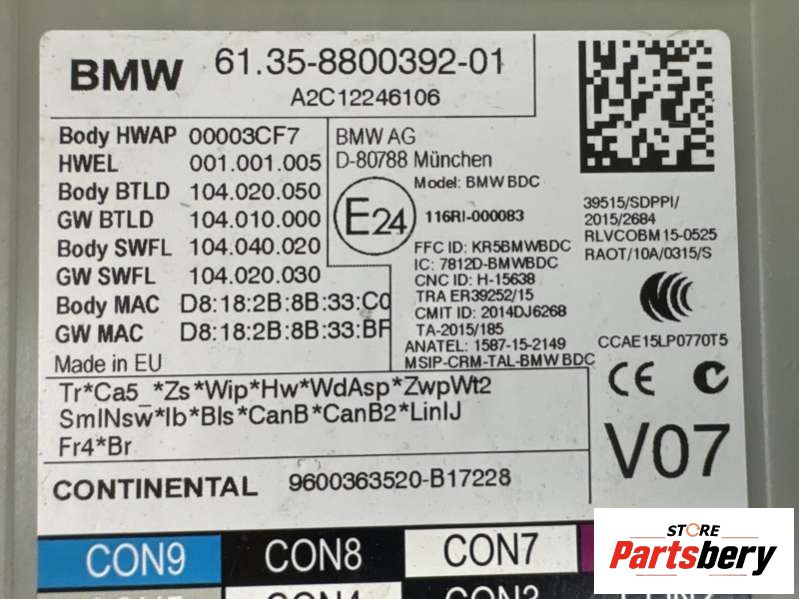 BMW 61.35-8800392-01
A2C12246106
Body HWAP 00003CF7
HWEL 001.001.005
Body BTLD 104.020.050
GW BTLD 104.010.000
Body SWFL 104.040.020
GW SWFL 104.020.030
Body MAC D8:18:2B:8B:33:C0
GW MAC D8:18:2B:8B:33:BF
Made in EU
BMW AG
D-80788 München
Model: BMW BDC
E24 116RI-000083
FFC ID: KR5BMWBDC
IC: 7812D-BMWBDC
CNC ID: H-15638
TRA ER39252/15
CMIT ID: 2014DJ6268
TA-2015/185
ANATEL: 1587-15-2149
MSIP-CRM-TAL-BMW BDC
39515/SDPPI/
2015/2684
RLVCOBM15-0525
RAOT/10A/0315/S
CCAE15LP0770T5
CE
Tr*Ca5_*Zs*Wip*Hw*WdAsp*ZwpWt2
SmlNsw*Ib*Bls*CanB*CanB2*LinIJ
Fr4*Br
V07
CONTINENTAL 9600363520-B17228
CON9 CON8 CON7
CON4 CON3
STORE
Partsbery